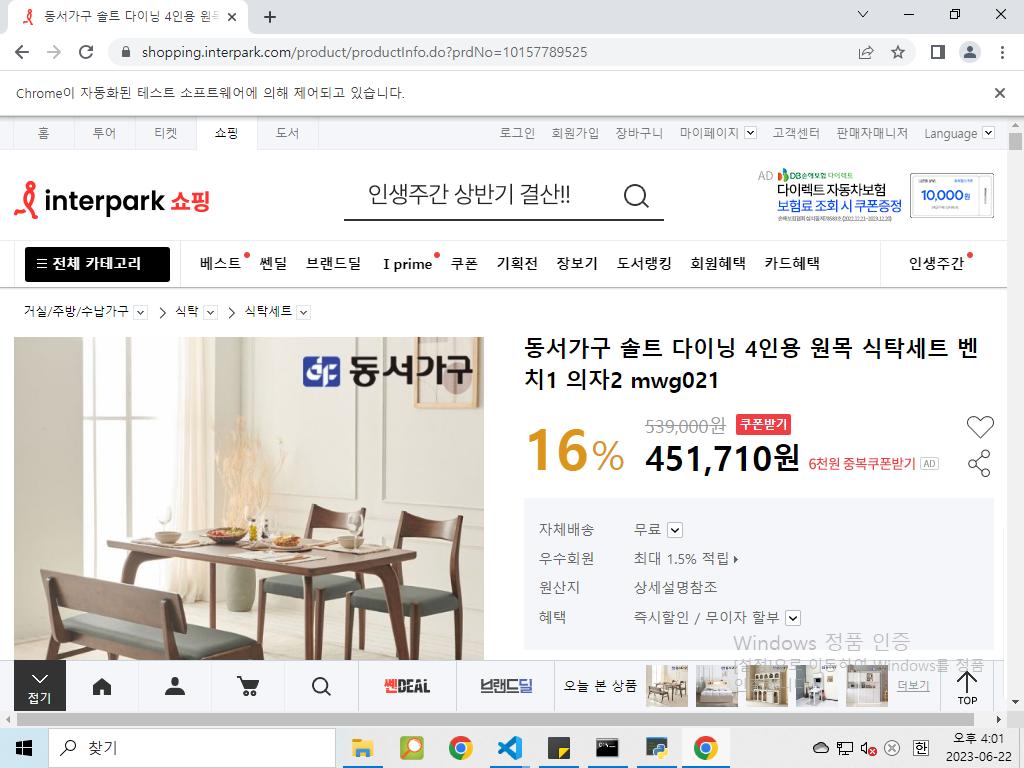 동서가구 솔트 다이닝 4인용 원목
shopping.interpark.com/product/productInfo.do?prdNo=10157789525
Chrome이 자동화된 테스트 소프트웨어에 의해 제어되고 있습니다.
홈 투어 티켓 쇼핑 도서 로그인 회원가입 장바구니 마이페이지 고객센터 판매자매니저 Language
interpark 쇼핑
인생주간 상반기 결산!!
AD DB손해보험 다이렉트
다이렉트 자동차보험
보험료 조회 시 쿠폰증정
10,000원
전체 카테고리 베스트 쎈딜 브랜드딜 I prime 쿠폰 기획전 장보기 도서랭킹 회원혜택 카드혜택 인생주간
거실/주방/수납가구 식탁 식탁세트
동서가구
동서가구 솔트 다이닝 4인용 원목 식탁세트 벤
치1 의자2 mwg021
16% 539,000원 쿠폰받기
451,710원 6천원 중복쿠폰받기 AD
자체배송 무료
우수회원 최대 1.5% 적립
원산지 상세설명참조
혜택 즉시할인 / 무이자 할부
Windows 정품 인증
[설정]으로 이동하여 Windows를 정품
접기 쎈DEAL 브랜드딜 오늘 본 상품 더보기 TOP
찾기
한
오후 4:01
2023-06-22